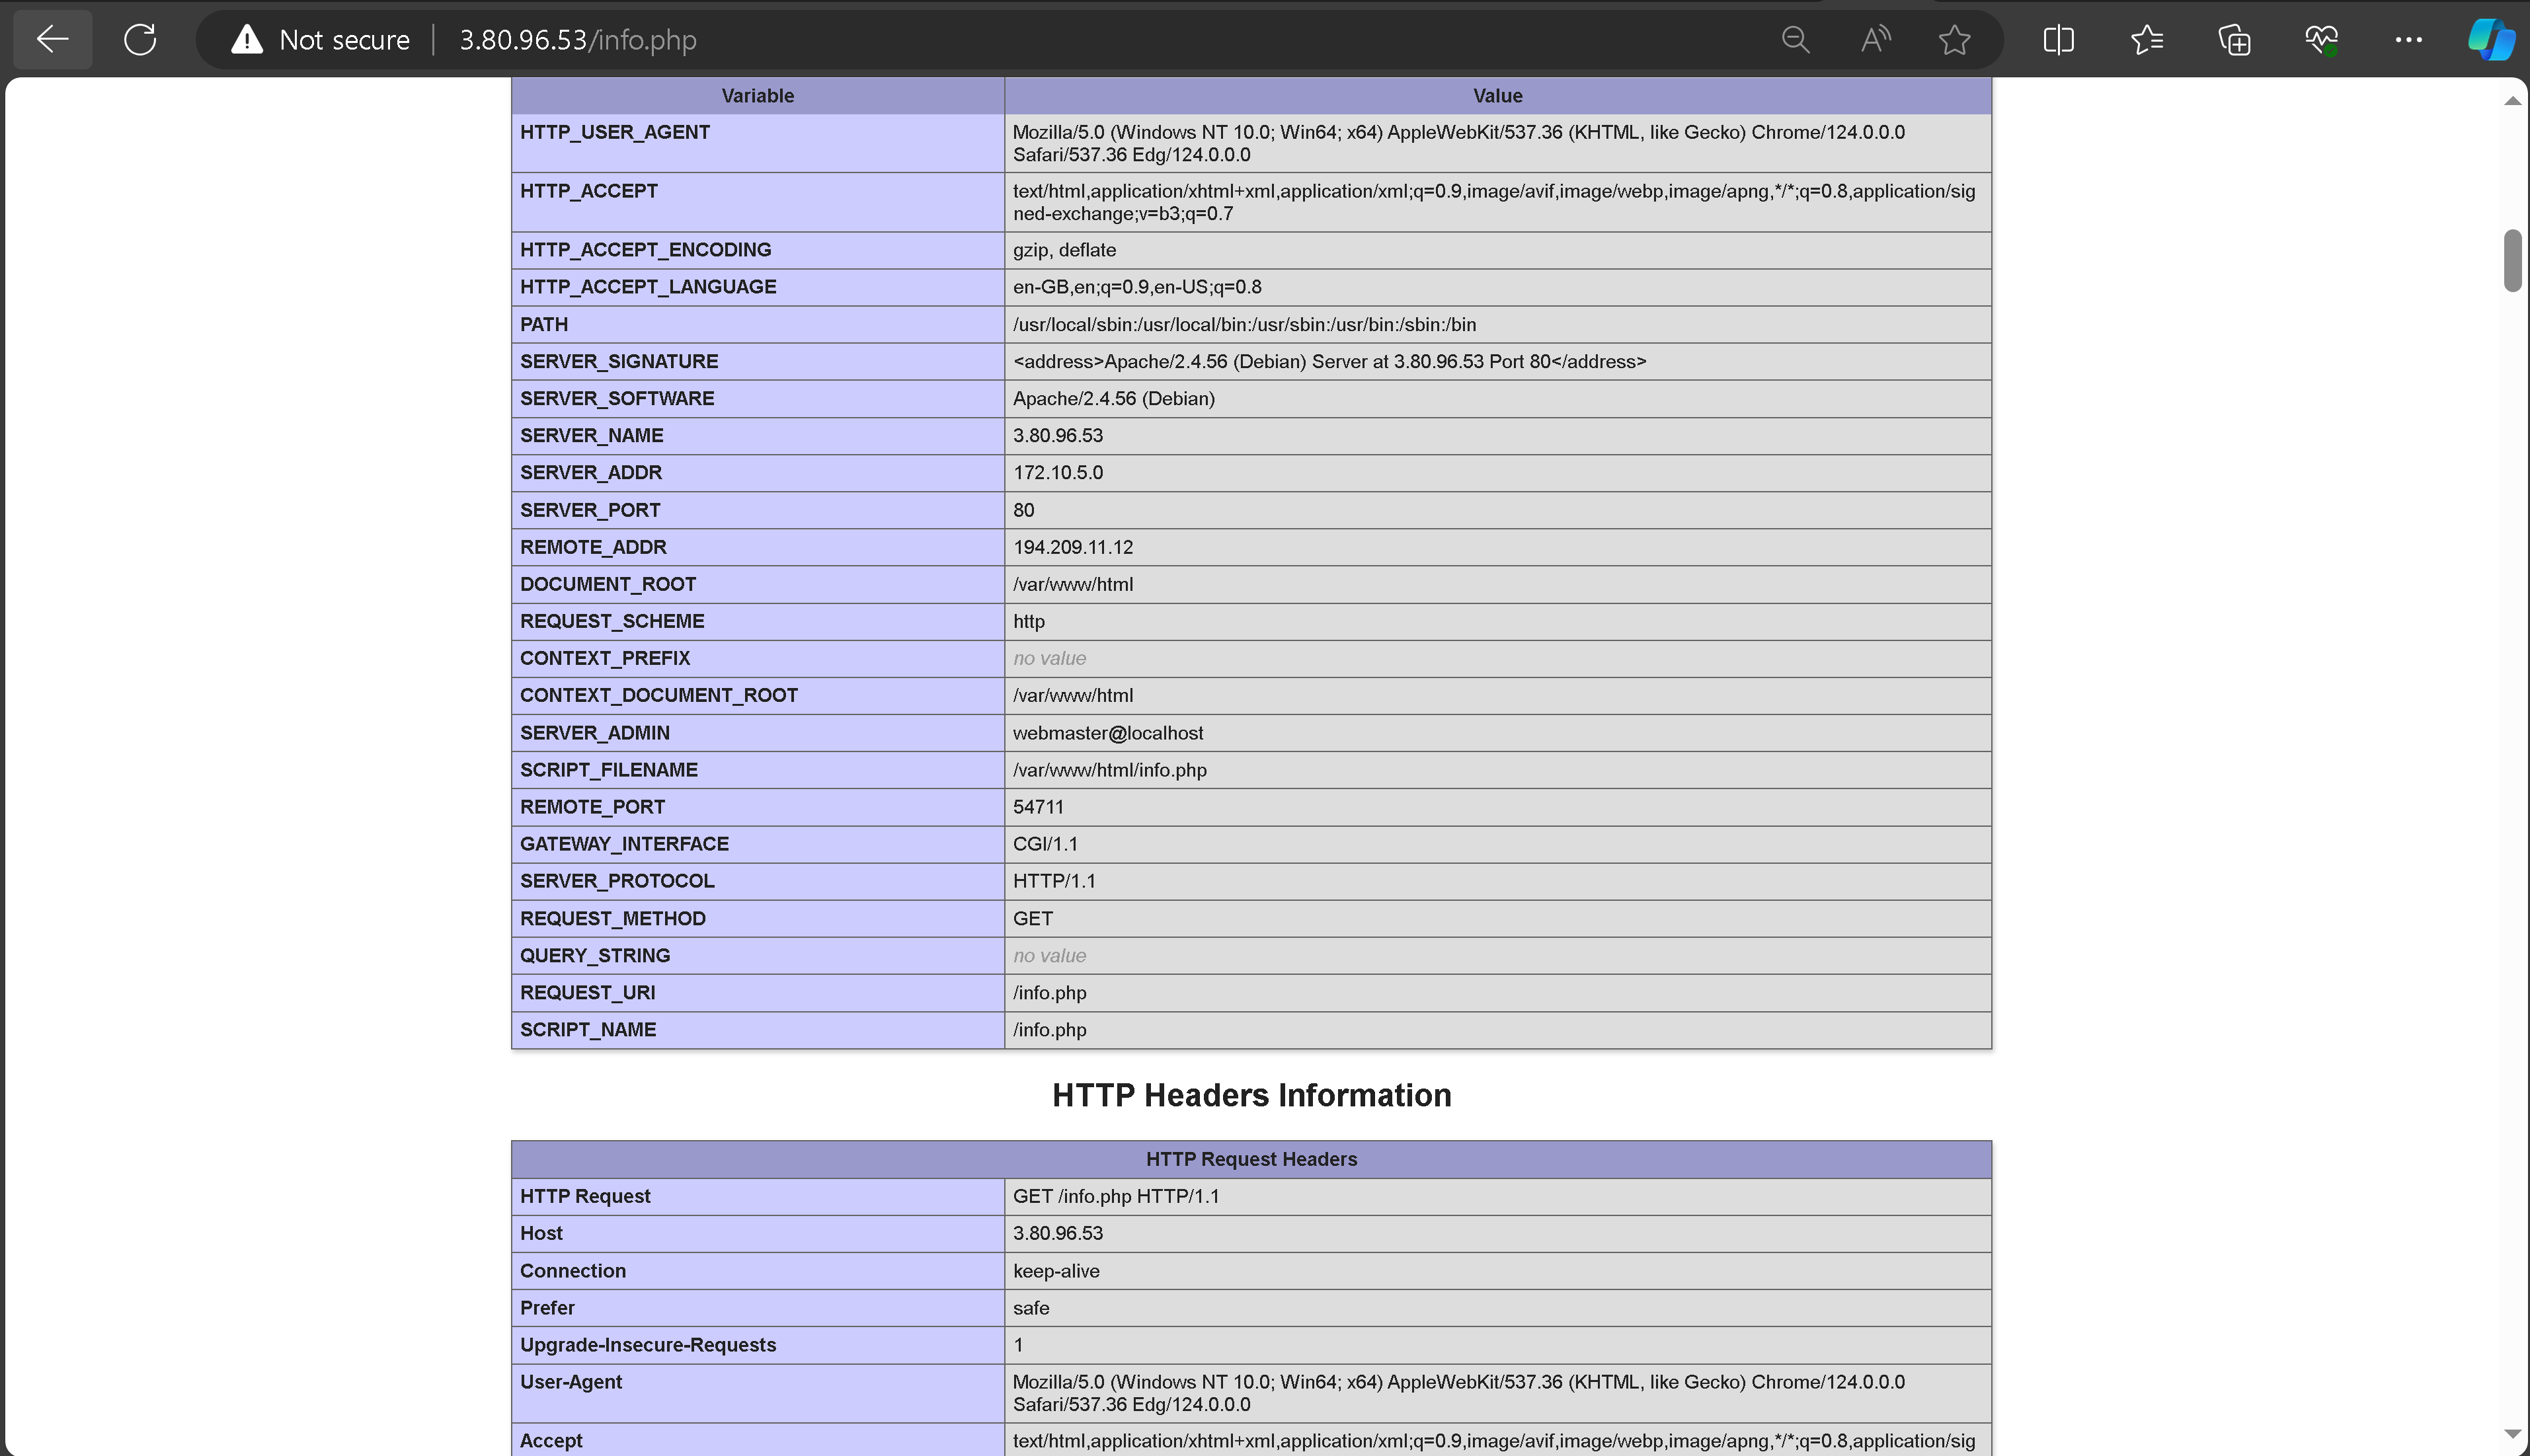 Not secure 3.80.96.53/info.php
Variable Value
HTTP_USER_AGENT Mozilla/5.0 (Windows NT 10.0; Win64; x64) AppleWebKit/537.36 (KHTML, like Gecko) Chrome/124.0.0.0
Safari/537.36 Edg/124.0.0.0
HTTP_ACCEPT text/html,application/xhtml+xml,application/xml;q=0.9,image/avif,image/webp,image/apng,*/*;q=0.8,application/sig
ned-exchange;v=b3;q=0.7
HTTP_ACCEPT_ENCODING gzip, deflate
HTTP_ACCEPT_LANGUAGE en-GB,en;q=0.9,en-US;q=0.8
PATH /usr/local/sbin:/usr/local/bin:/usr/sbin:/usr/bin:/sbin:/bin
SERVER_SIGNATURE <address>Apache/2.4.56 (Debian) Server at 3.80.96.53 Port 80</address>
SERVER_SOFTWARE Apache/2.4.56 (Debian)
SERVER_NAME 3.80.96.53
SERVER_ADDR 172.10.5.0
SERVER_PORT 80
REMOTE_ADDR 194.209.11.12
DOCUMENT_ROOT /var/www/html
REQUEST_SCHEME http
CONTEXT_PREFIX no value
CONTEXT_DOCUMENT_ROOT /var/www/html
SERVER_ADMIN webmaster@localhost
SCRIPT_FILENAME /var/www/html/info.php
REMOTE_PORT 54711
GATEWAY_INTERFACE CGI/1.1
SERVER_PROTOCOL HTTP/1.1
REQUEST_METHOD GET
QUERY_STRING no value
REQUEST_URI /info.php
SCRIPT_NAME /info.php
HTTP Headers Information
HTTP Request Headers
HTTP Request GET /info.php HTTP/1.1
Host 3.80.96.53
Connection keep-alive
Prefer safe
Upgrade-Insecure-Requests 1
User-Agent Mozilla/5.0 (Windows NT 10.0; Win64; x64) AppleWebKit/537.36 (KHTML, like Gecko) Chrome/124.0.0.0
Safari/537.36 Edg/124.0.0.0
Accept text/html,application/xhtml+xml,application/xml;q=0.9,image/avif,image/webp,image/apng,*/*;q=0.8,application/sig